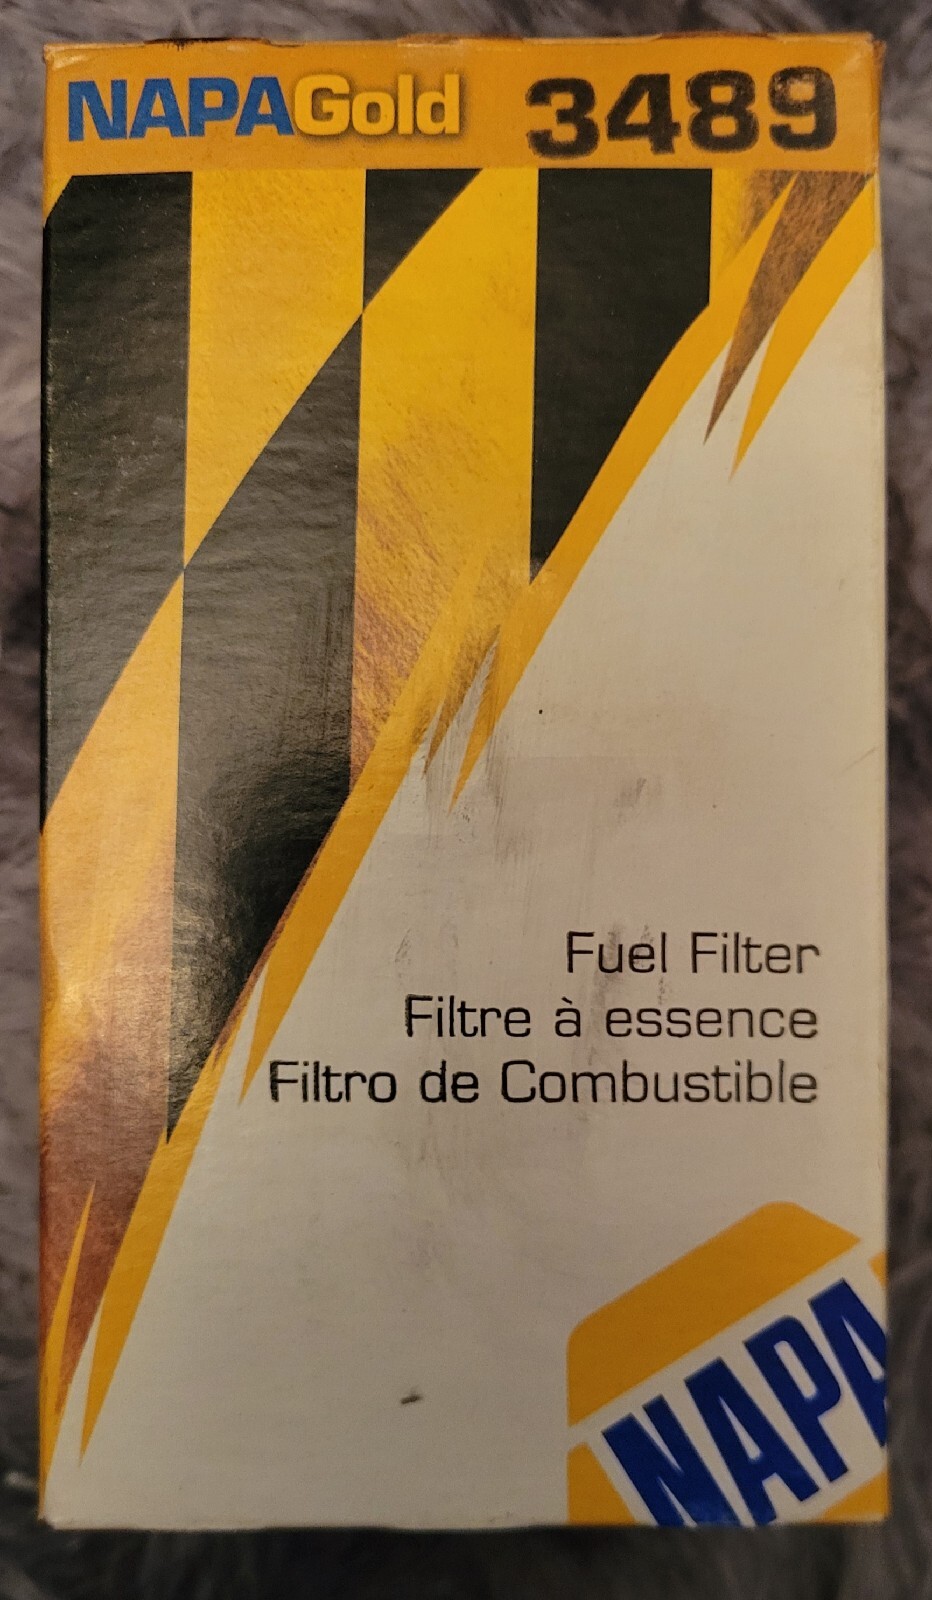 NAPAGold 3489
Fuel Filter
Filtre à essence
Filtro de Combustible
NAPA